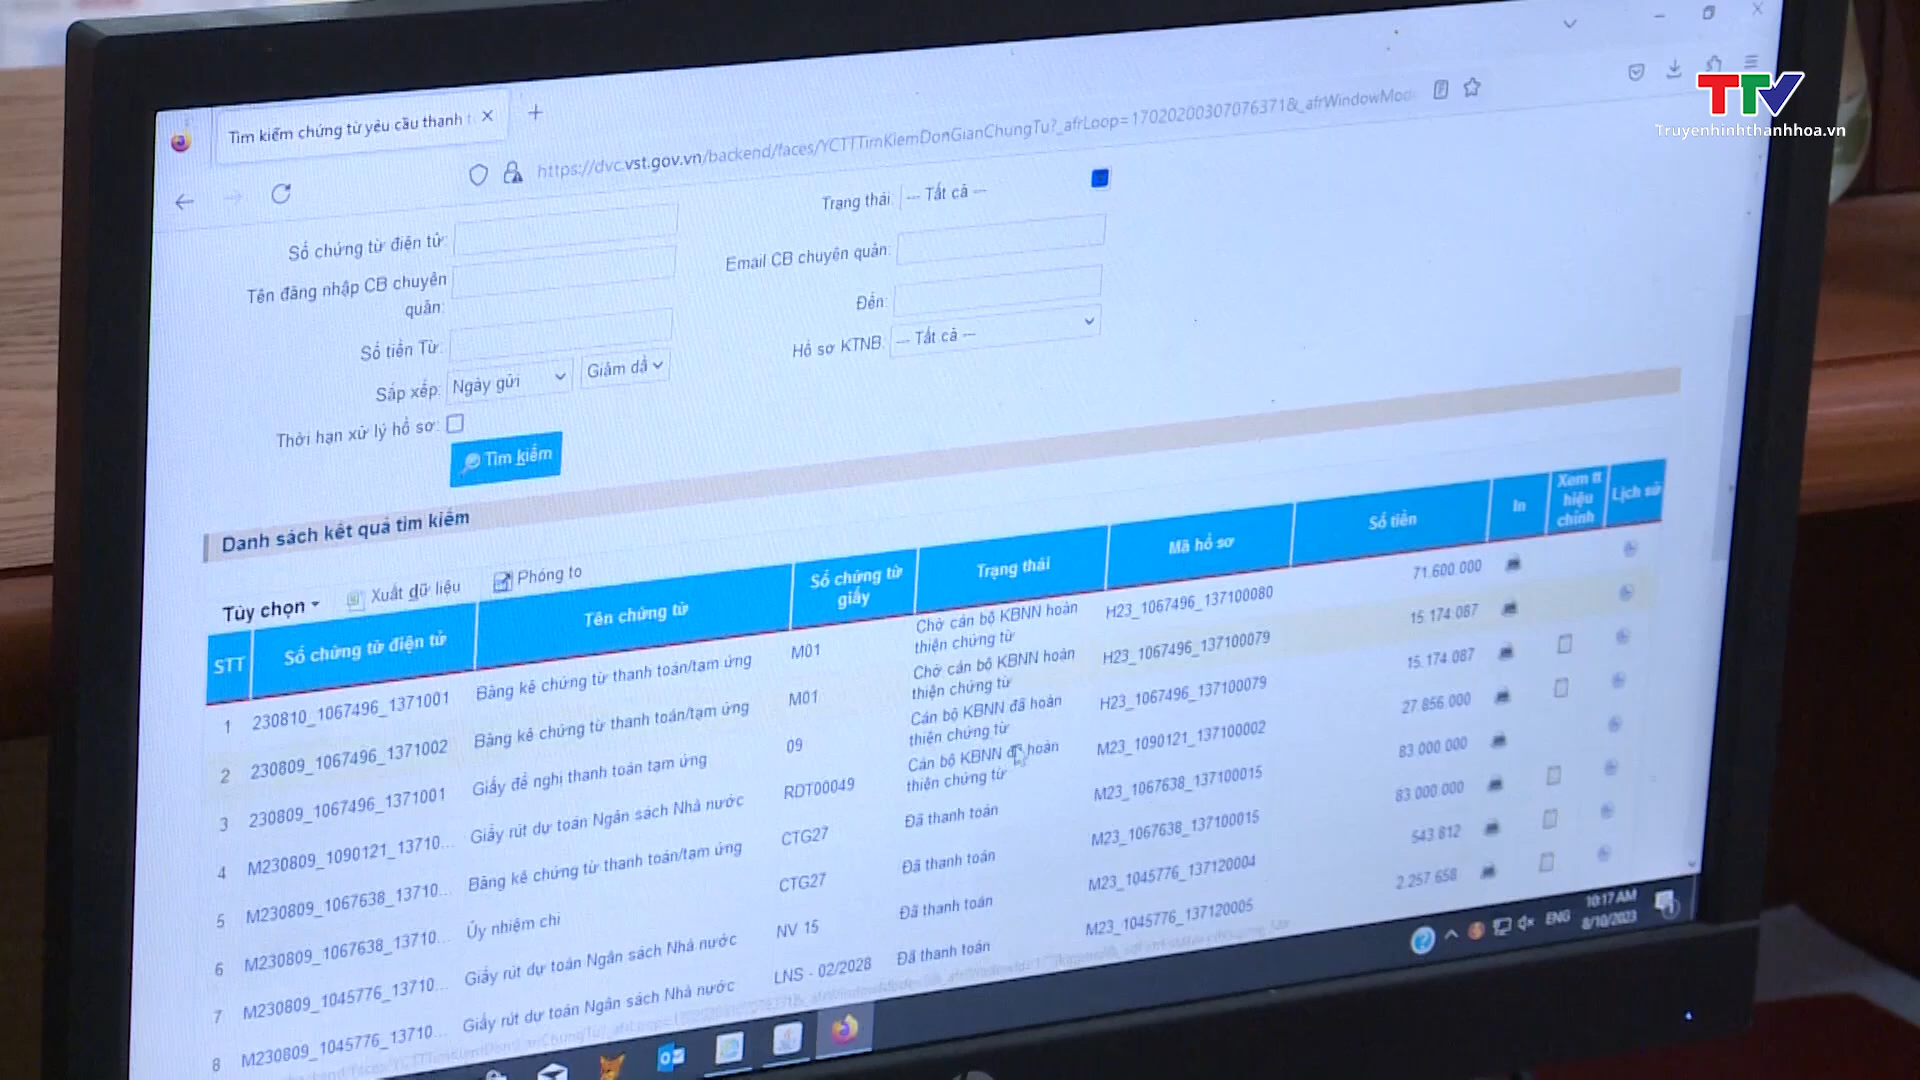 TTV
Truyenhinhthanhhoa.vn
Tìm kiếm chứng từ yêu cầu thanh t
https://dvc.vst.gov.vn/backend/faces/YCTTTimKiemDonGianChungTu?_afrLoop=17020200307076371&_afrWindowMod
Số chứng từ điện tử:
Trạng thái: --- Tất cả ---
Tên đăng nhập CB chuyên quản:
Email CB chuyên quản:
Số tiền Từ:
Đến:
Sắp xếp: Ngày gửi Giảm dầ
Hồ sơ KTNB: --- Tất cả ---
Thời hạn xử lý hồ sơ:
Tìm kiếm
Danh sách kết quả tìm kiếm
Tùy chọn Xuất dữ liệu Phóng to
STT Số chứng từ điện tử Tên chứng từ Số chứng từ giấy Trạng thái Mã hồ sơ Số tiền In Xem tt hiệu chỉnh Lịch sử
1 230810_1067496_1371001 Bảng kê chứng từ thanh toán/tạm ứng M01 Chờ cán bộ KBNN hoàn thiện chứng từ H23_1067496_137100080 71.600.000
2 230809_1067496_1371002 Bảng kê chứng từ thanh toán/tạm ứng M01 Chờ cán bộ KBNN hoàn thiện chứng từ H23_1067496_137100079 15.174.087
3 230809_1067496_1371001 Giấy đề nghị thanh toán tạm ứng 09 Cán bộ KBNN đã hoàn thiện chứng từ H23_1067496_137100079 15.174.087
4 M230809_1090121_13710... Giấy rút dự toán Ngân sách Nhà nước RDT00049 Cán bộ KBNN hoàn thiện chứng từ M23_1090121_137100002 27.856.000
5 M230809_1067638_13710... Bảng kê chứng từ thanh toán/tạm ứng CTG27 Đã thanh toán M23_1067638_137100015 83.000.000
6 M230809_1067638_13710... Ủy nhiệm chi CTG27 Đã thanh toán M23_1067638_137100015 83.000.000
7 M230809_1045776_13710... Giấy rút dự toán Ngân sách Nhà nước NV 15 Đã thanh toán M23_1045776_137120004 543.812
8 M230809_1045776_13710... Giấy rút dự toán Ngân sách Nhà nước LNS - 02/2028 Đã thanh toán M23_1045776_137120005 2.257.658
ENG
10:17 AM
8/10/2023